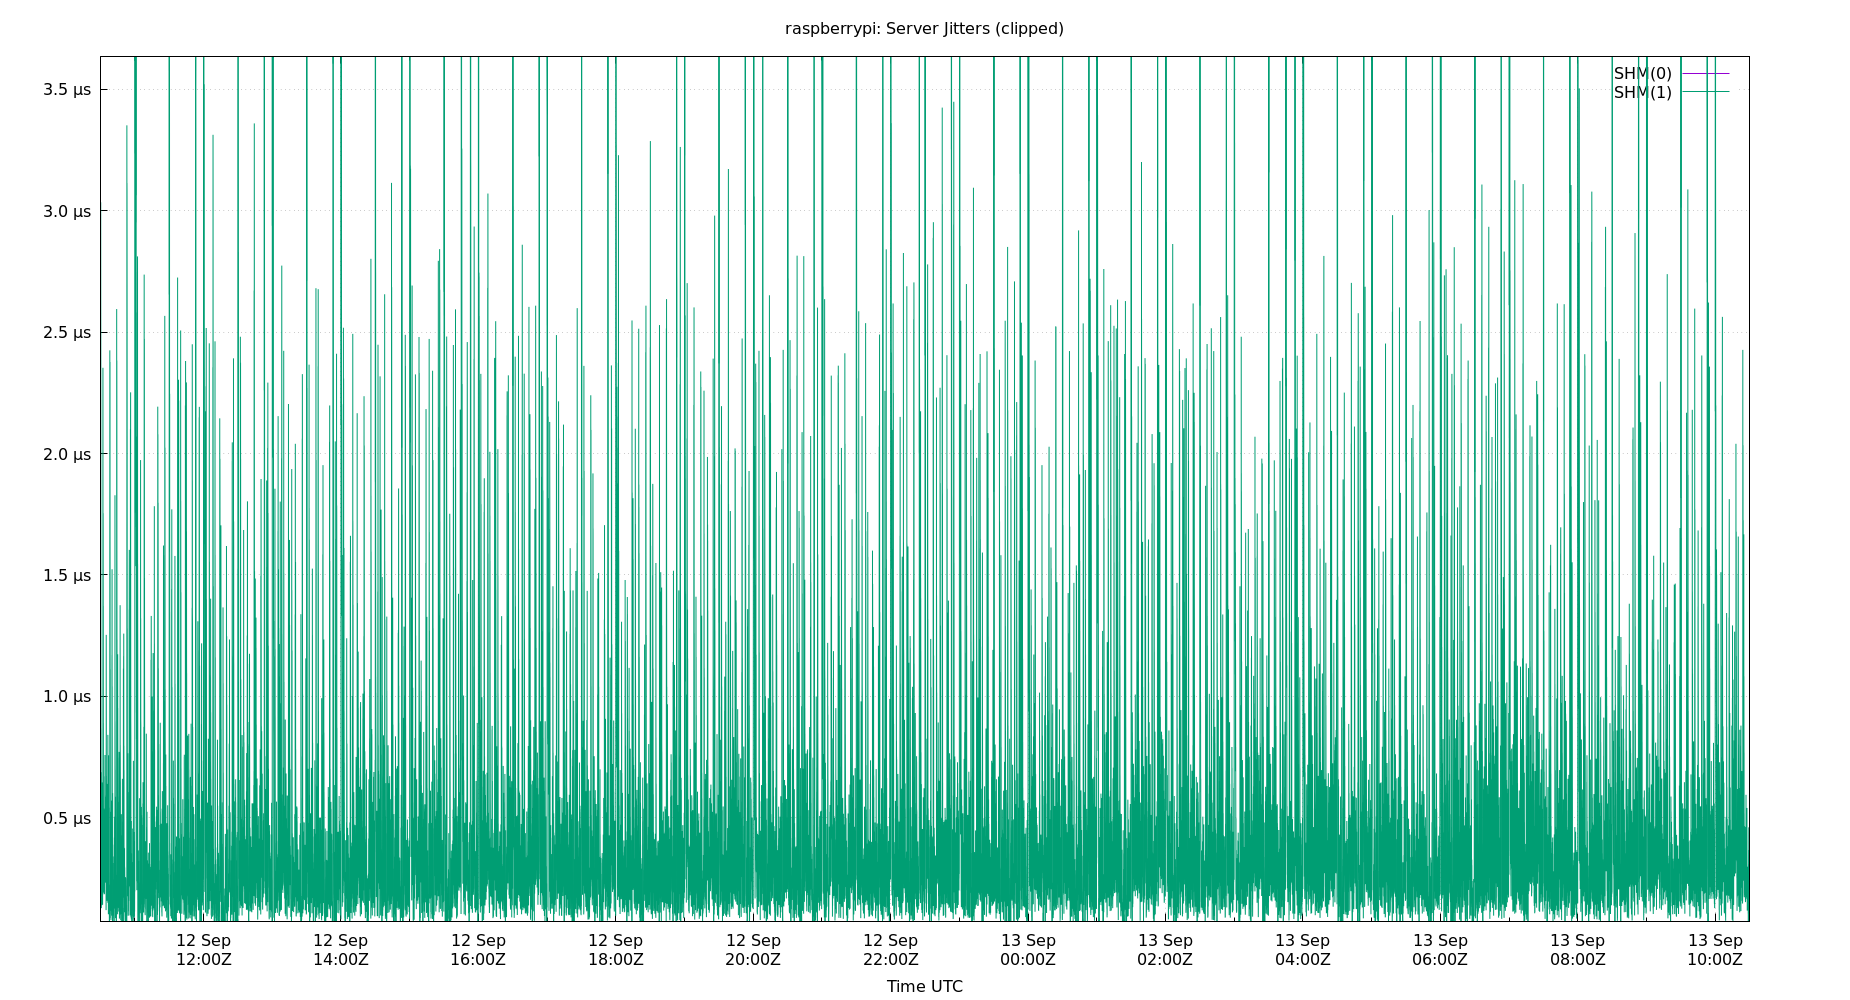 raspberrypi: Server Jitters (clipped)
SHM(0)
SHM(1)
3.5 µs
3.0 µs
2.5 µs
2.0 µs
1.5 µs
1.0 µs
0.5 µs
12 Sep 12 Sep 12 Sep 12 Sep 12 Sep 12 Sep 13 Sep 13 Sep 13 Sep 13 Sep 13 Sep 13 Sep
12:00Z 14:00Z 16:00Z 18:00Z 20:00Z 22:00Z 00:00Z 02:00Z 04:00Z 06:00Z 08:00Z 10:00Z
Time UTC